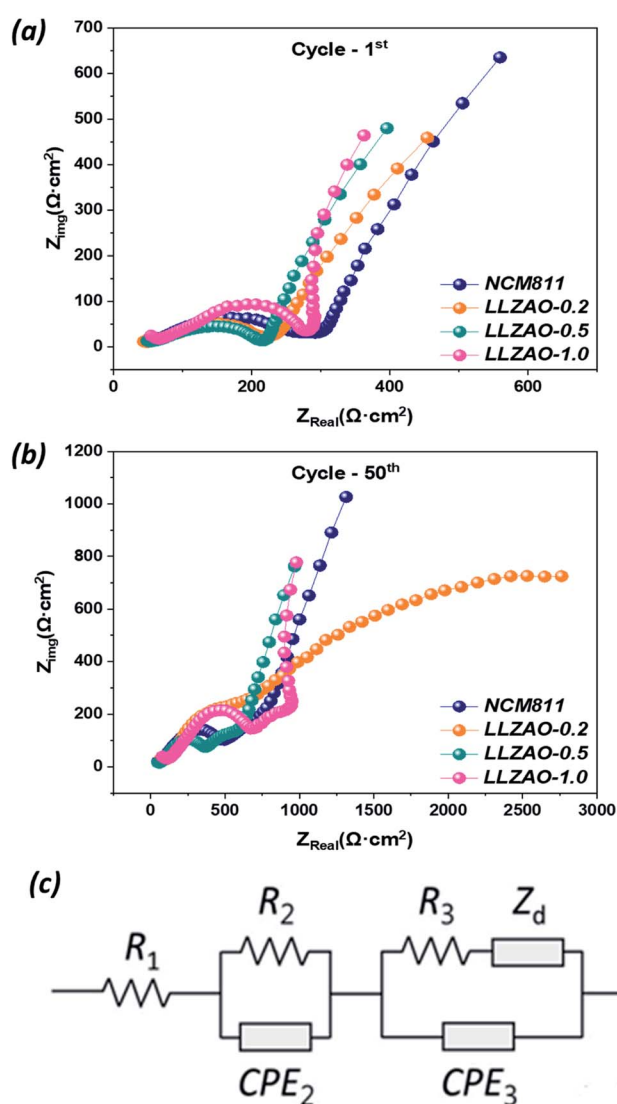 (a)
Cycle - 1st
700
600
500
400
300
200
100
0
Zimg(Ω·cm²)
NCM811
LLZAO-0.2
LLZAO-0.5
LLZAO-1.0
0 200 400 600
ZReal(Ω·cm²)
(b)
Cycle - 50th
1200
1000
800
600
400
200
0
Zimg(Ω·cm²)
NCM811
LLZAO-0.2
LLZAO-0.5
LLZAO-1.0
0 500 1000 1500 2000 2500 3000
ZReal(Ω·cm²)
(c)
R1
R2
CPE2
R3
Zd
CPE3